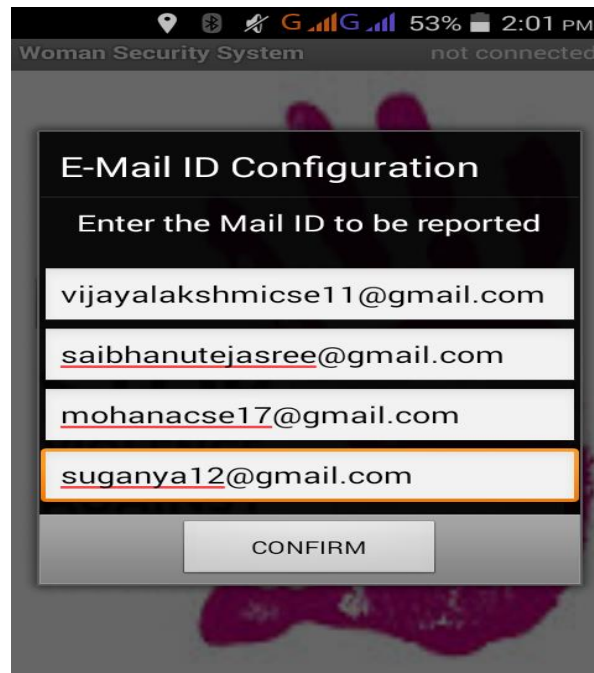 G G 53% 2:01 PM
Woman Security System not connected
E-Mail ID Configuration
Enter the Mail ID to be reported
vijayalakshmicse11@gmail.com
saibhanutejasree@gmail.com
mohanacse17@gmail.com
suganya12@gmail.com
CONFIRM